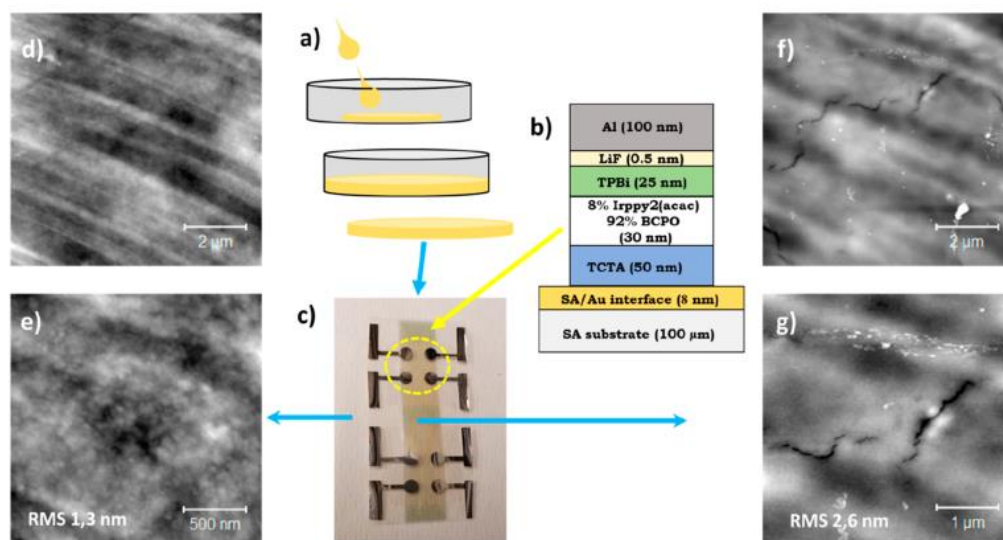 d)
2 µm
a)
b)
Al (100 nm)
LiF (0.5 nm)
TPBi (25 nm)
8% Irppy2(acac)
92% BCPO
(30 nm)
TCTA (50 nm)
SA/Au interface (8 nm)
SA substrate (100 µm)
f)
2 µm
e)
RMS 1,3 nm
500 nm
c)
g)
RMS 2,6 nm
1 µm